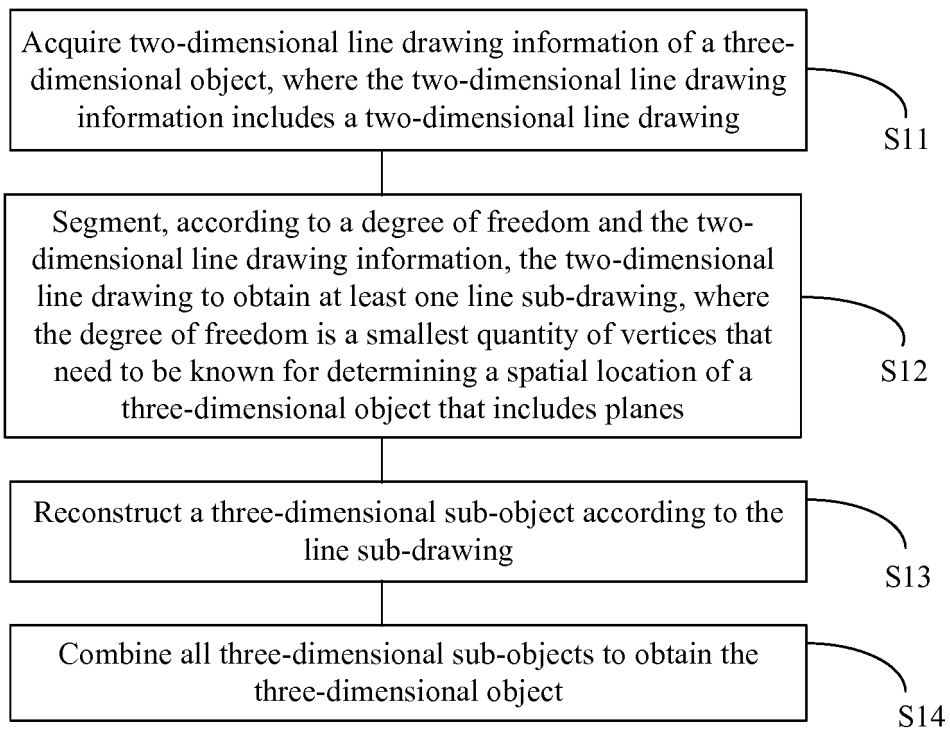 Acquire two-dimensional line drawing information of a three-
dimensional object, where the two-dimensional line drawing
information includes a two-dimensional line drawing
S11
Segment, according to a degree of freedom and the two-
dimensional line drawing information, the two-dimensional
line drawing to obtain at least one line sub-drawing, where
the degree of freedom is a smallest quantity of vertices that
need to be known for determining a spatial location of a
three-dimensional object that includes planes
S12
Reconstruct a three-dimensional sub-object according to the
line sub-drawing
S13
Combine all three-dimensional sub-objects to obtain the
three-dimensional object
S14